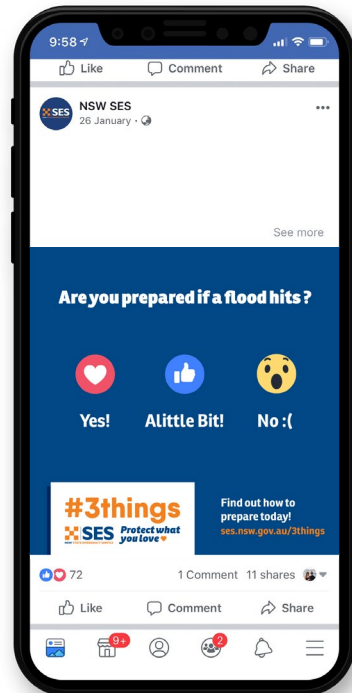 9:58
Like Comment Share
SES
NSW SES
26 January
See more
Are you prepared if a flood hits?
Yes! Alittle Bit! No :(
#3things
SES Protect what
you love
Find out how to
prepare today!
ses.nsw.gov.au/3things
72 1 Comment 11 shares
Like Comment Share
9+ 2